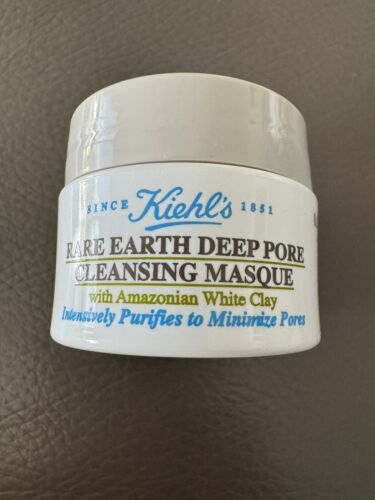 SINCE Kiehl's 1851
RARE EARTH DEEP PORE
CLEANSING MASQUE
with Amazonian White Clay
Intensively Purifies to Minimize Pores